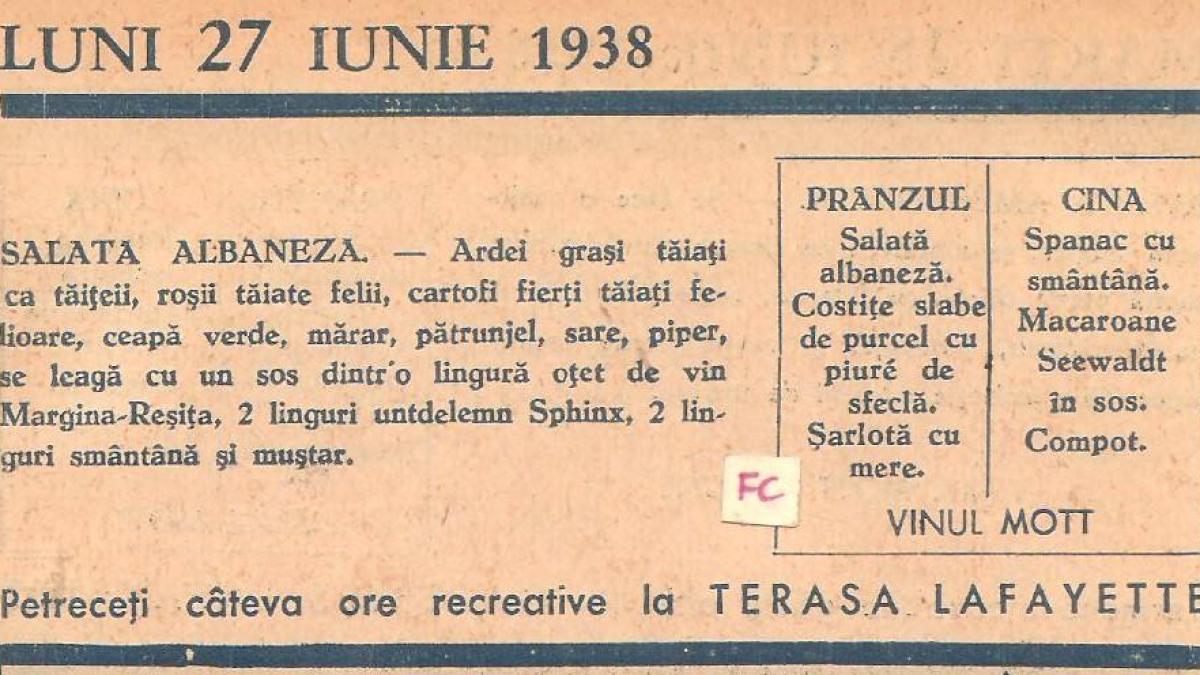 LUNI 27 IUNIE 1938
SALATA ALBANEZA. — Ardei grași tăiați
ca tăițeii, roșii tăiate felii, cartofi fierți tăiați fe-
lioare, ceapă verde, mărar, pătrunjel, sare, piper,
se leagă cu un sos dintr'o lingură oțet de vin
Margina-Reșița, 2 linguri untdelemn Sphinx, 2 lin-
guri smântână și muștar.
PRÂNZUL
Salată
albaneză.
Costițe slabe
de purcel cu
piuré de
sfeclă.
Șarlotă cu
mere.
CINA
Spanac cu
smântână.
Macaroane
Seewaldt
în sos.
Compot.
FC
VINUL MOTT
Petreceți câteva ore recreative la TERASA LAFAYETTE